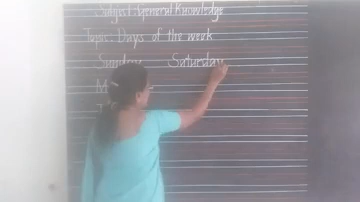 Subject: General Knowledge
Topic: Days of the week
Sunday Saturday